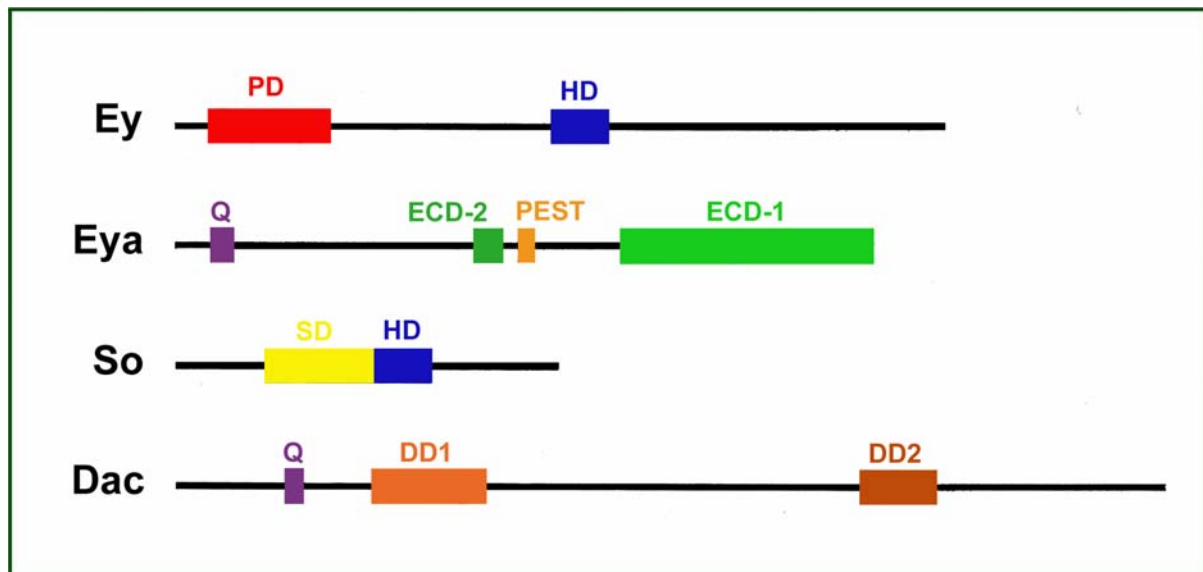 PD HD
Ey
Q ECD-2 PEST ECD-1
Eya
SD HD
So
Q DD1 DD2
Dac